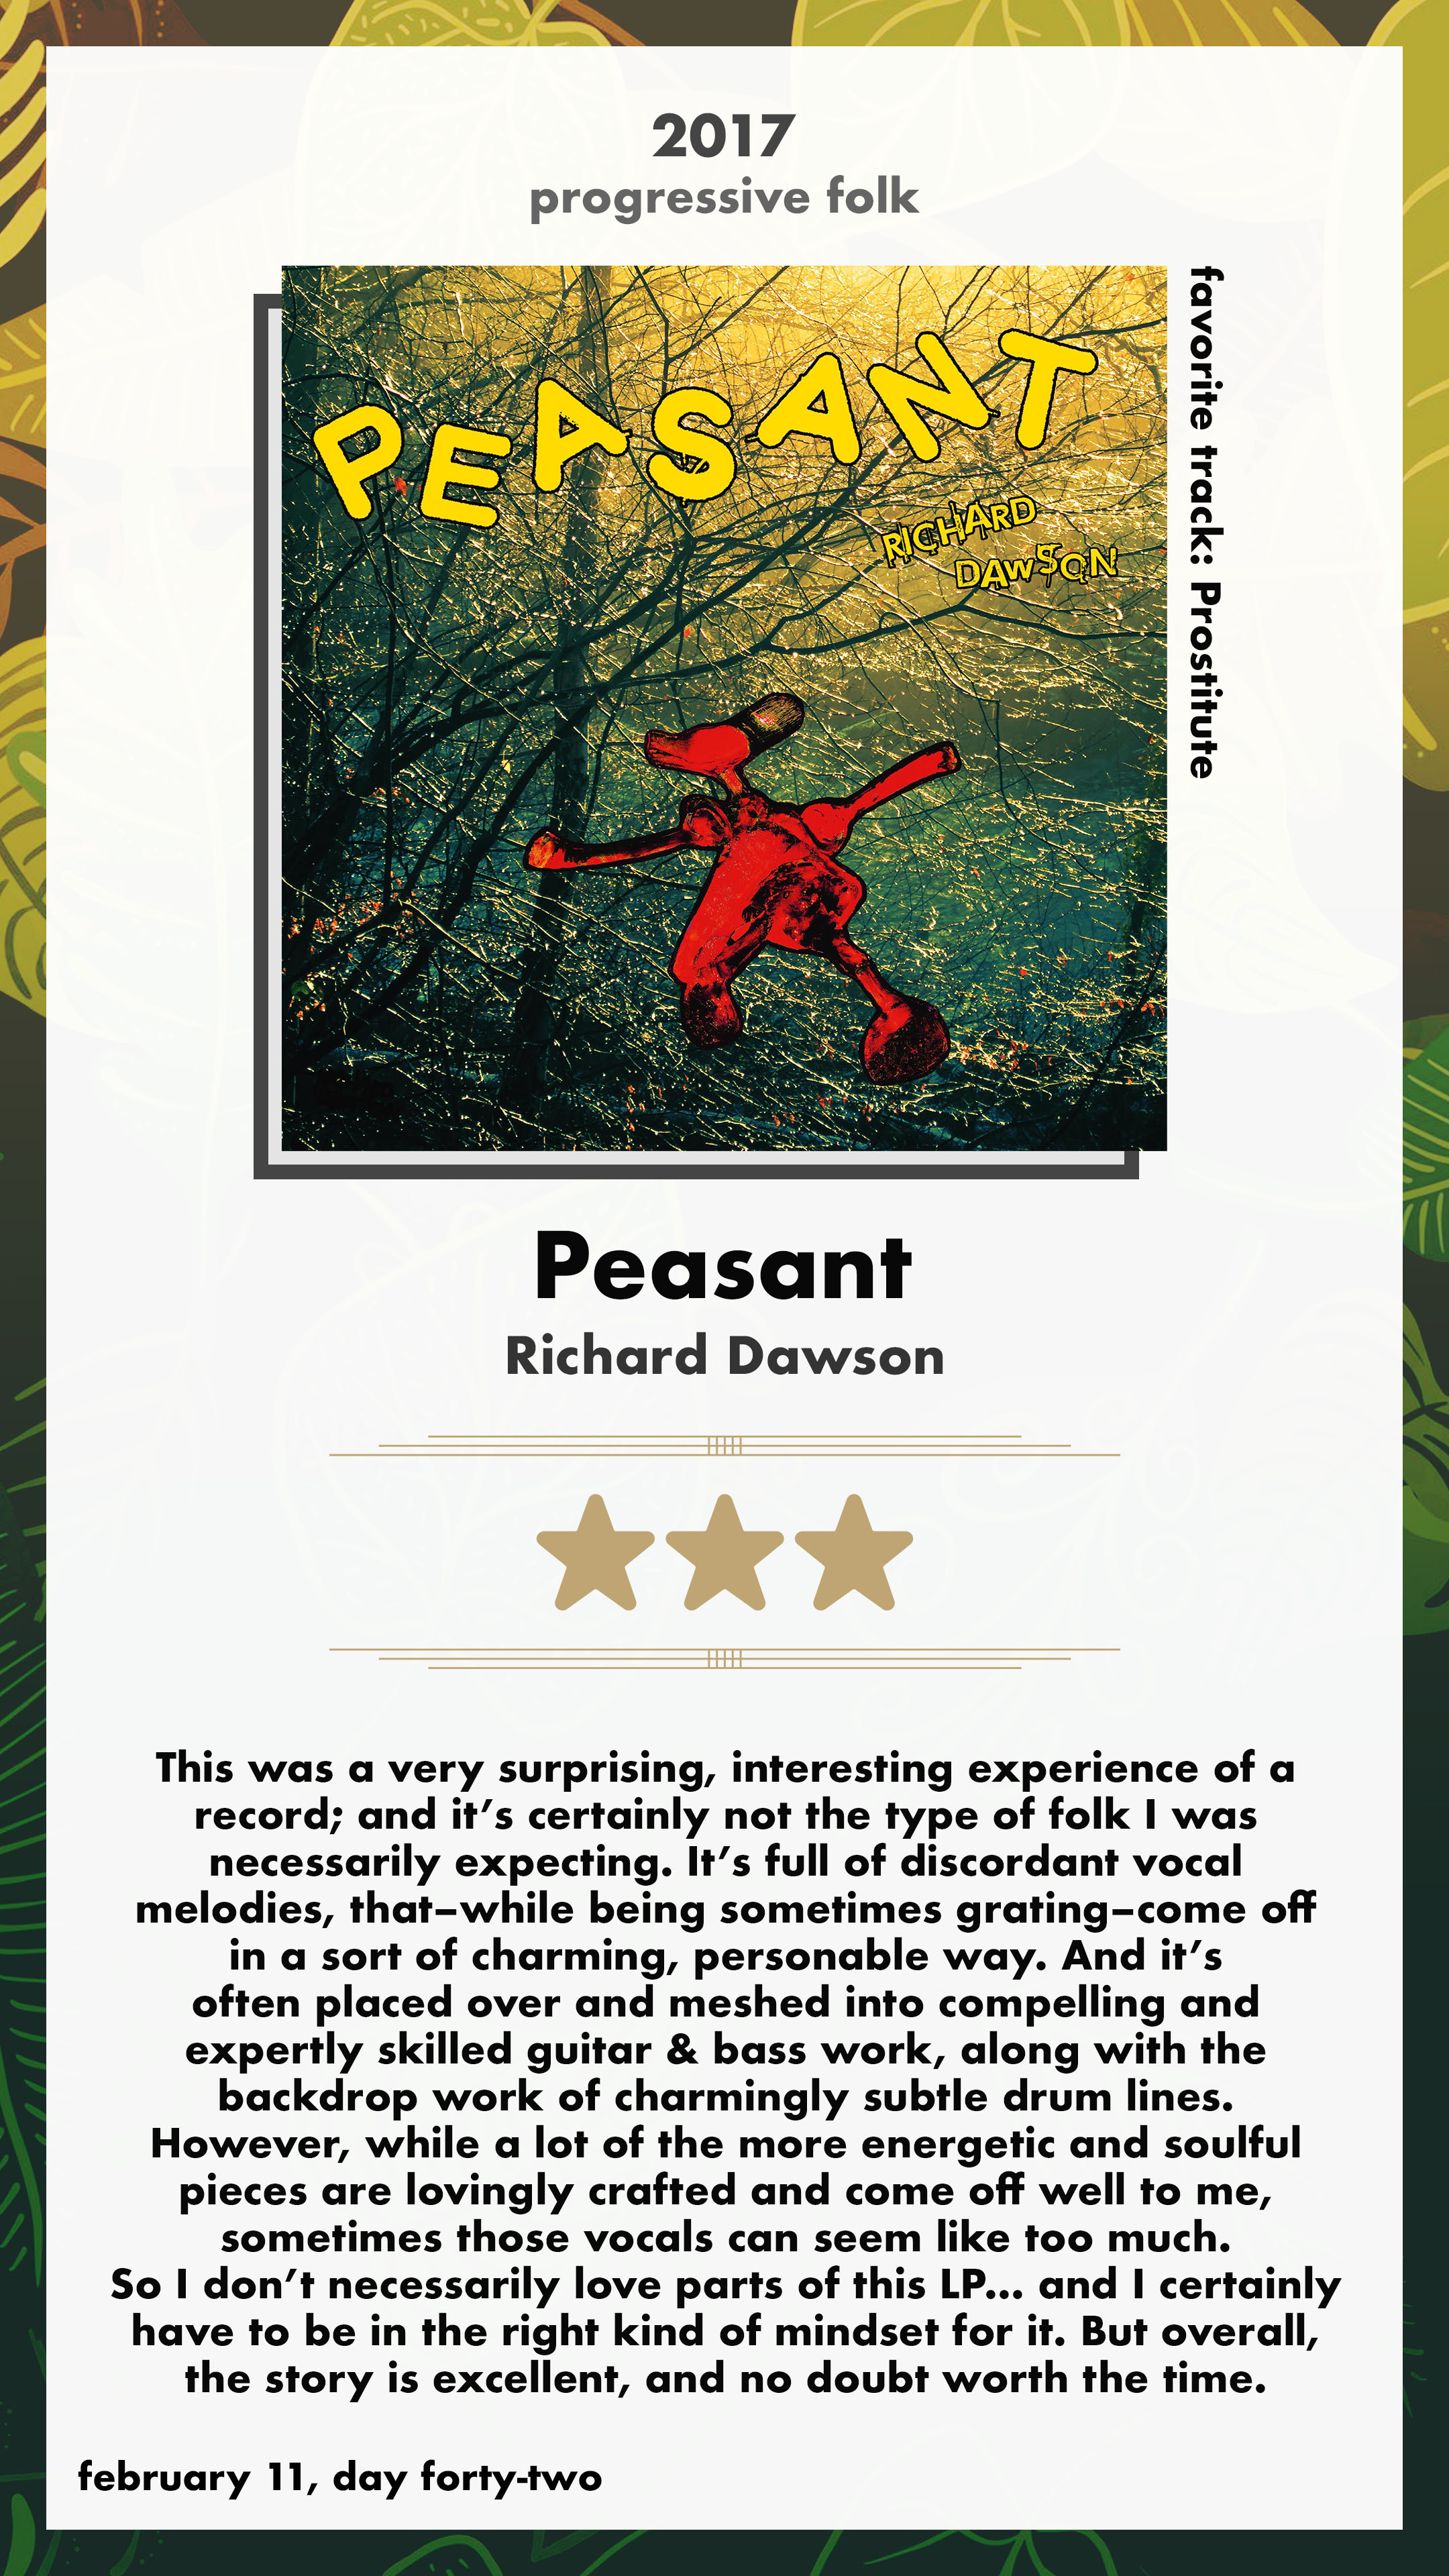 2017
progressive folk
PEASANT
RICHARD
DAWSON
favorite track: Prostitute
Peasant
Richard Dawson
This was a very surprising, interesting experience of a
record; and it’s certainly not the type of folk I was
necessarily expecting. It’s full of discordant vocal
melodies, that–while being sometimes grating–come off
in a sort of charming, personable way. And it’s
often placed over and meshed into compelling and
expertly skilled guitar & bass work, along with the
backdrop work of charmingly subtle drum lines.
However, while a lot of the more energetic and soulful
pieces are lovingly crafted and come off well to me,
sometimes those vocals can seem like too much.
So I don’t necessarily love parts of this LP... and I certainly
have to be in the right kind of mindset for it. But overall,
the story is excellent, and no doubt worth the time.
february 11, day forty-two